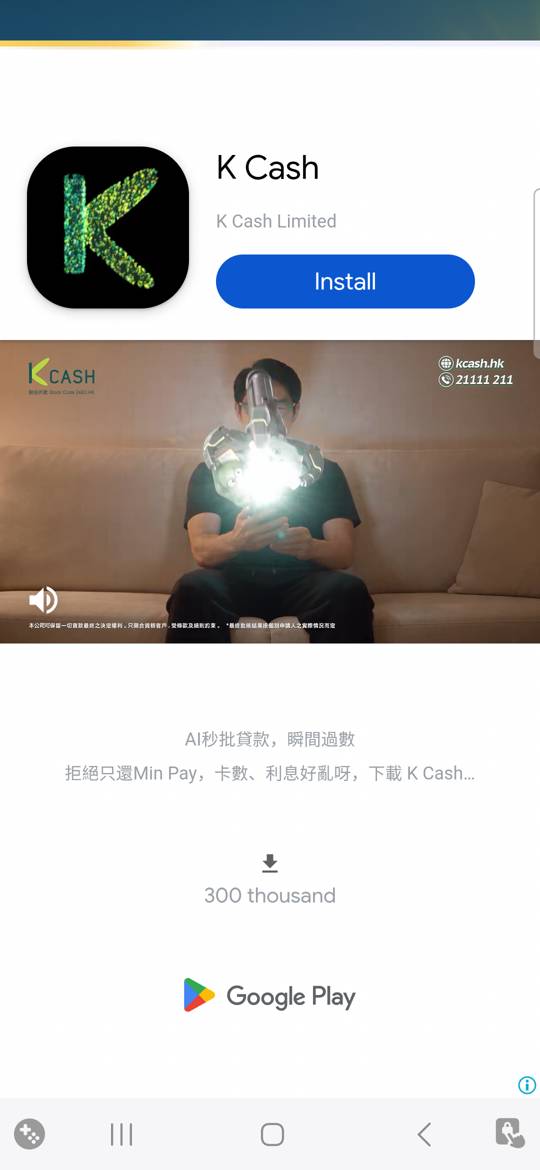 K Cash
K Cash Limited
Install
K CASH
kcash.hk
21111 211
AI秒批貸款，瞬間過數
拒絕只還Min Pay，卡數、利息好亂呀，下載 K Cash…
300 thousand
Google Play